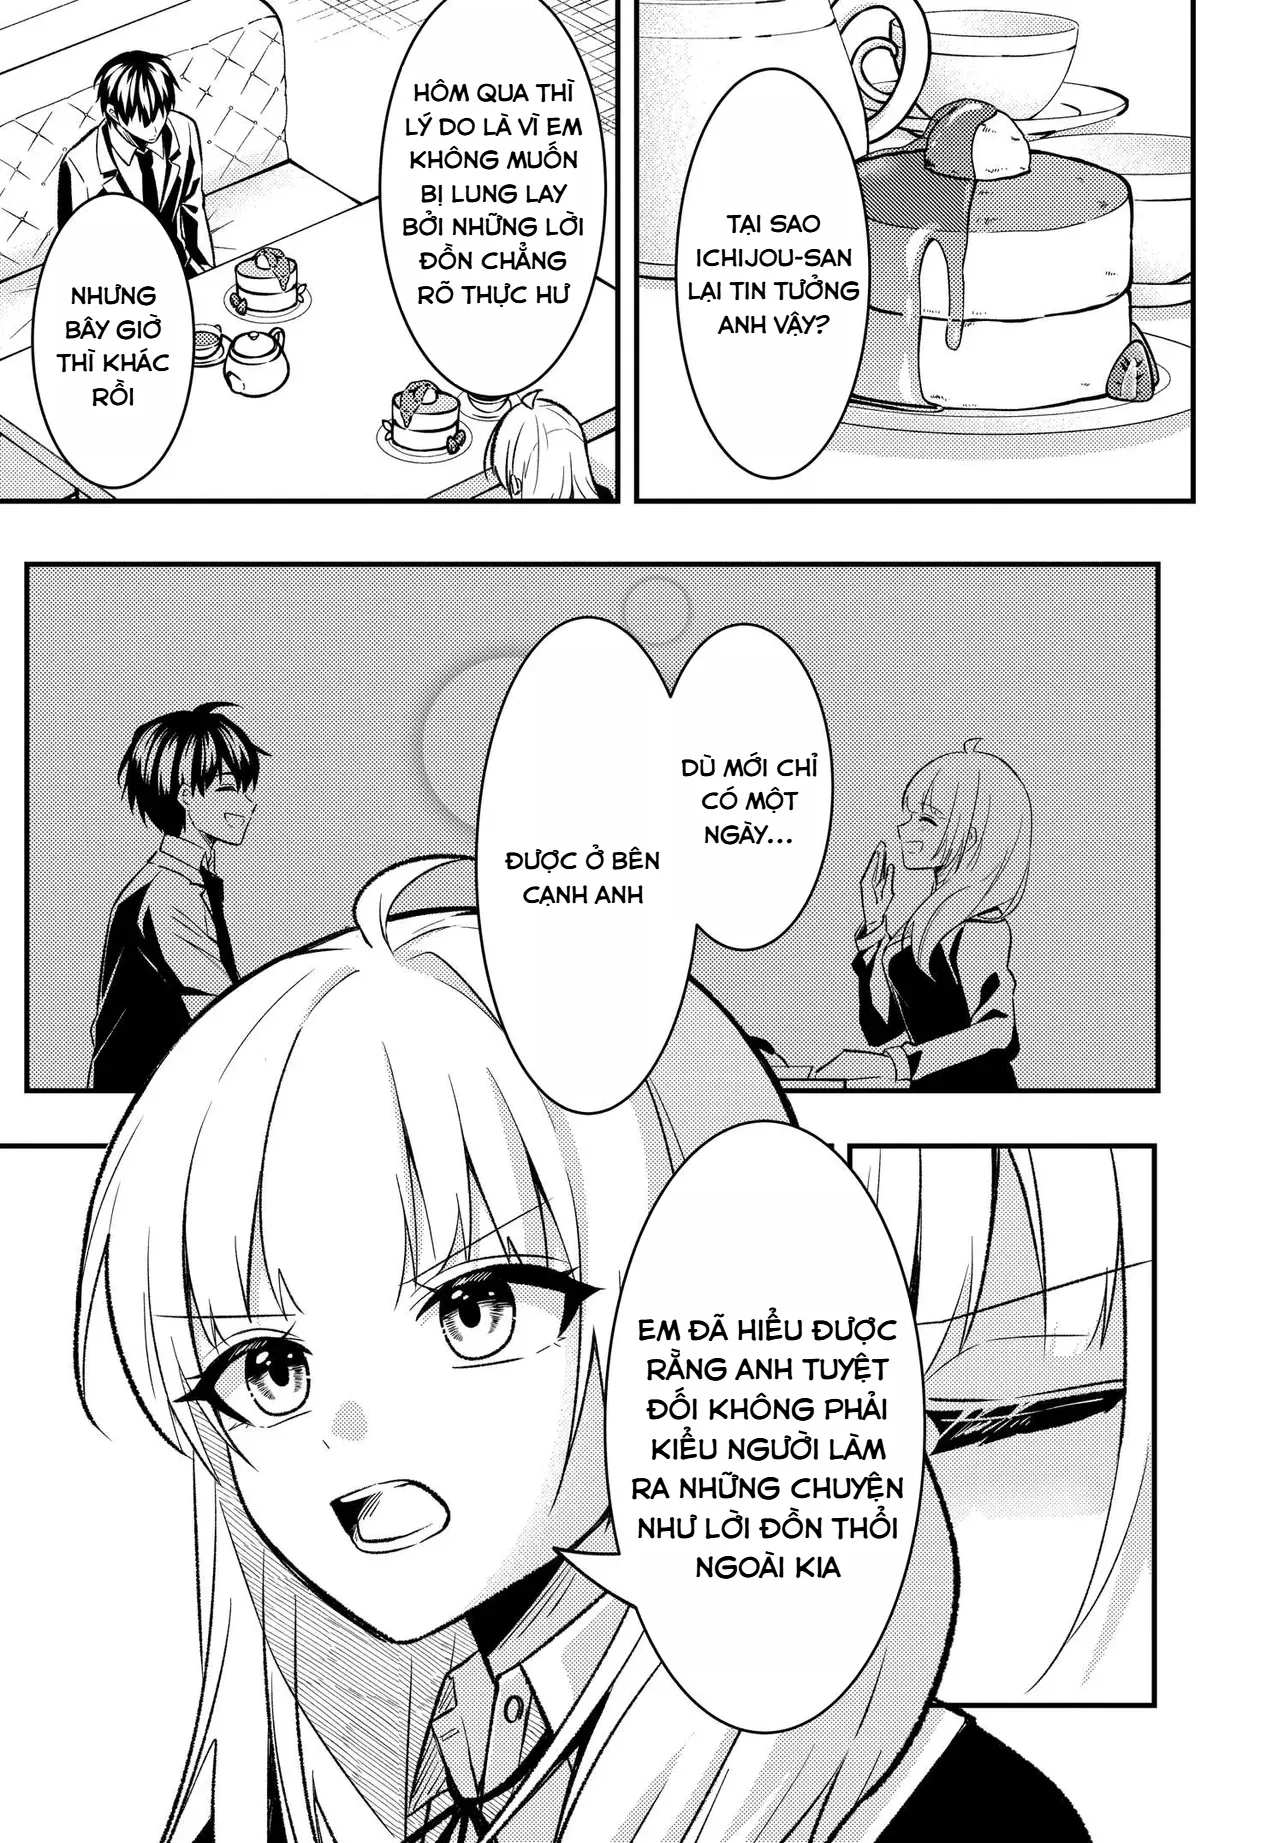 TẠI SAO
ICHIJOU-SAN
LẠI TIN TƯỞNG
ANH VẬY?
HÔM QUA THÌ
LÝ DO LÀ VÌ EM
KHÔNG MUỐN
BỊ LUNG LAY
BỞI NHỮNG LỜI
ĐỒN CHẲNG
RÕ THỰC HƯ
NHƯNG
BÂY GIỜ
THÌ KHÁC
RỒI
DÙ MỚI CHỈ
CÓ MỘT
NGÀY...
ĐƯỢC Ở BÊN
CẠNH ANH
EM ĐÃ HIỂU ĐƯỢC
RẰNG ANH TUYỆT
ĐỐI KHÔNG PHẢI
KIỂU NGƯỜI LÀM
RA NHỮNG CHUYỆN
NHƯ LỜI ĐỒN THỔI
NGOÀI KIA